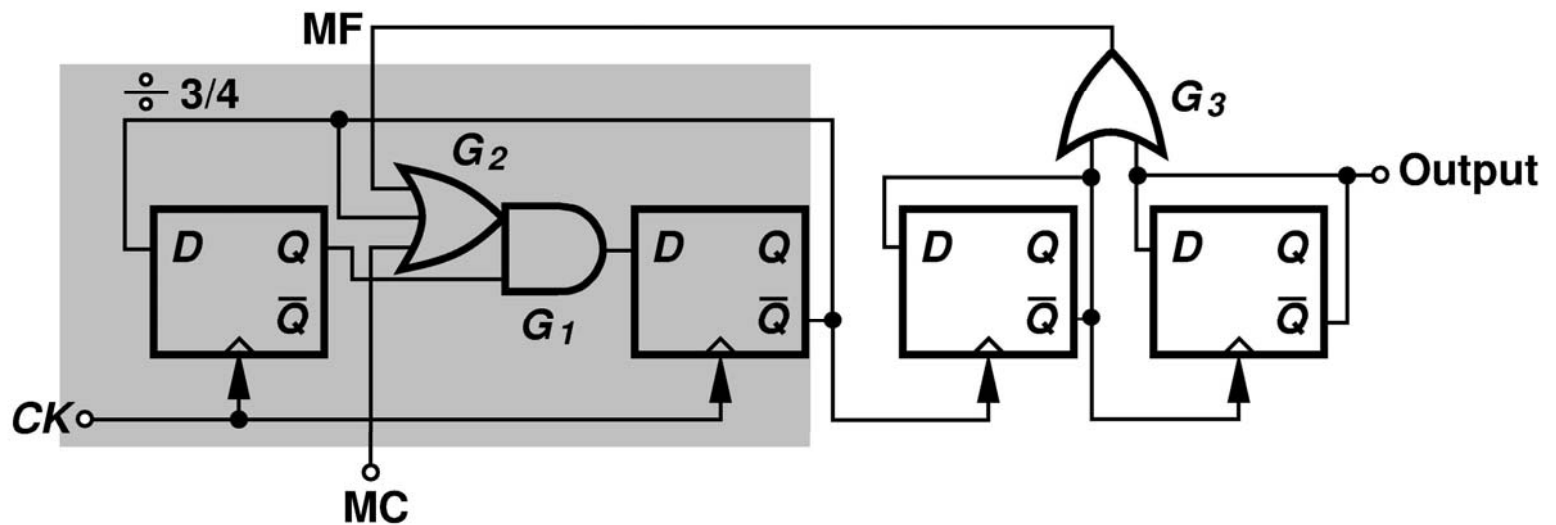 MF
÷ 3/4
G2
G3
Output
D Q
Q̅
G1
D Q
Q̅
D Q
Q̅
D Q
Q̅
CK
MC